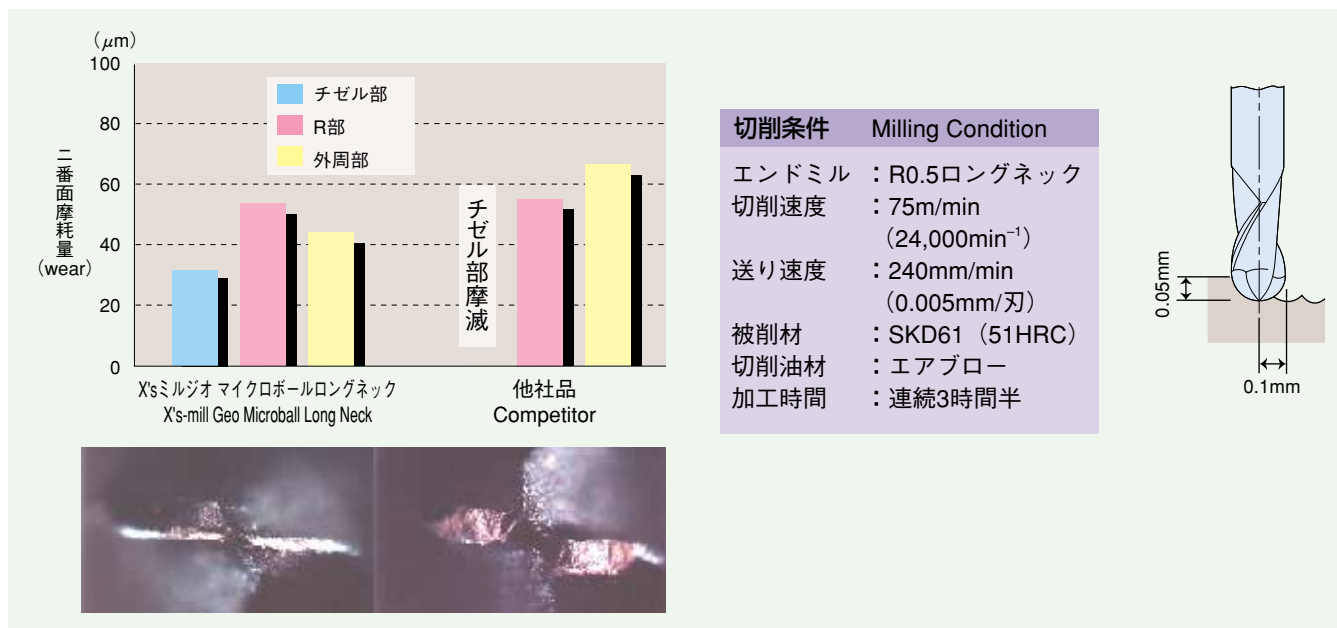 （μm）
100
80
60
40
20
0
二番面摩耗量
（wear）
チゼル部
R部
外周部
チゼル部摩滅
X'sミルジオ マイクロボールロングネック
X's-mill Geo Microball Long Neck
他社品
Competitor
切削条件 Milling Condition
エンドミル ：R0.5ロングネック
切削速度 ：75m/min
（24,000min⁻¹）
送り速度 ：240mm/min
（0.005mm/刃）
被削材 ：SKD61（51HRC）
切削油材 ：エアブロー
加工時間 ：連続3時間半
0.05mm
0.1mm